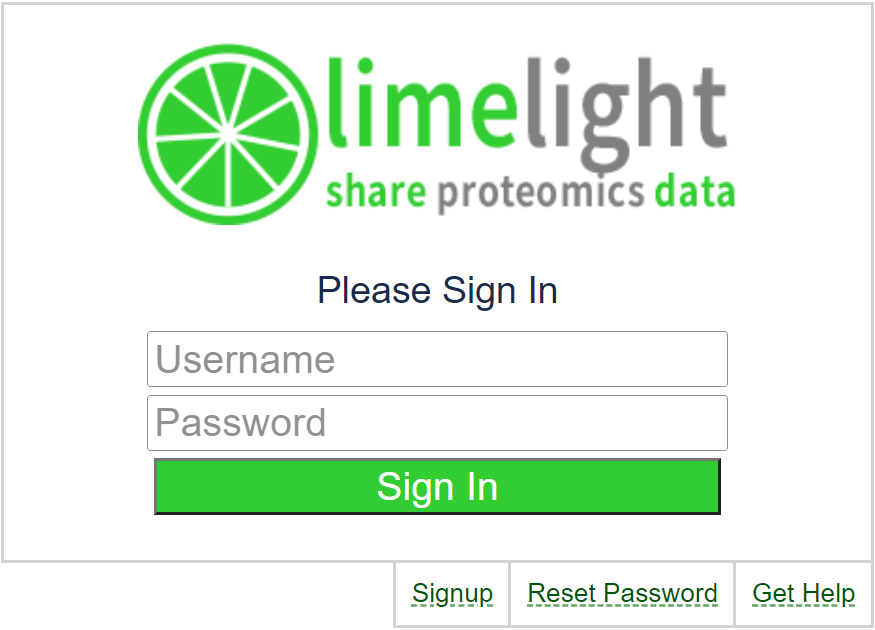 limelight
share proteomics data
Please Sign In
Username
Password
Sign In
Signup Reset Password Get Help